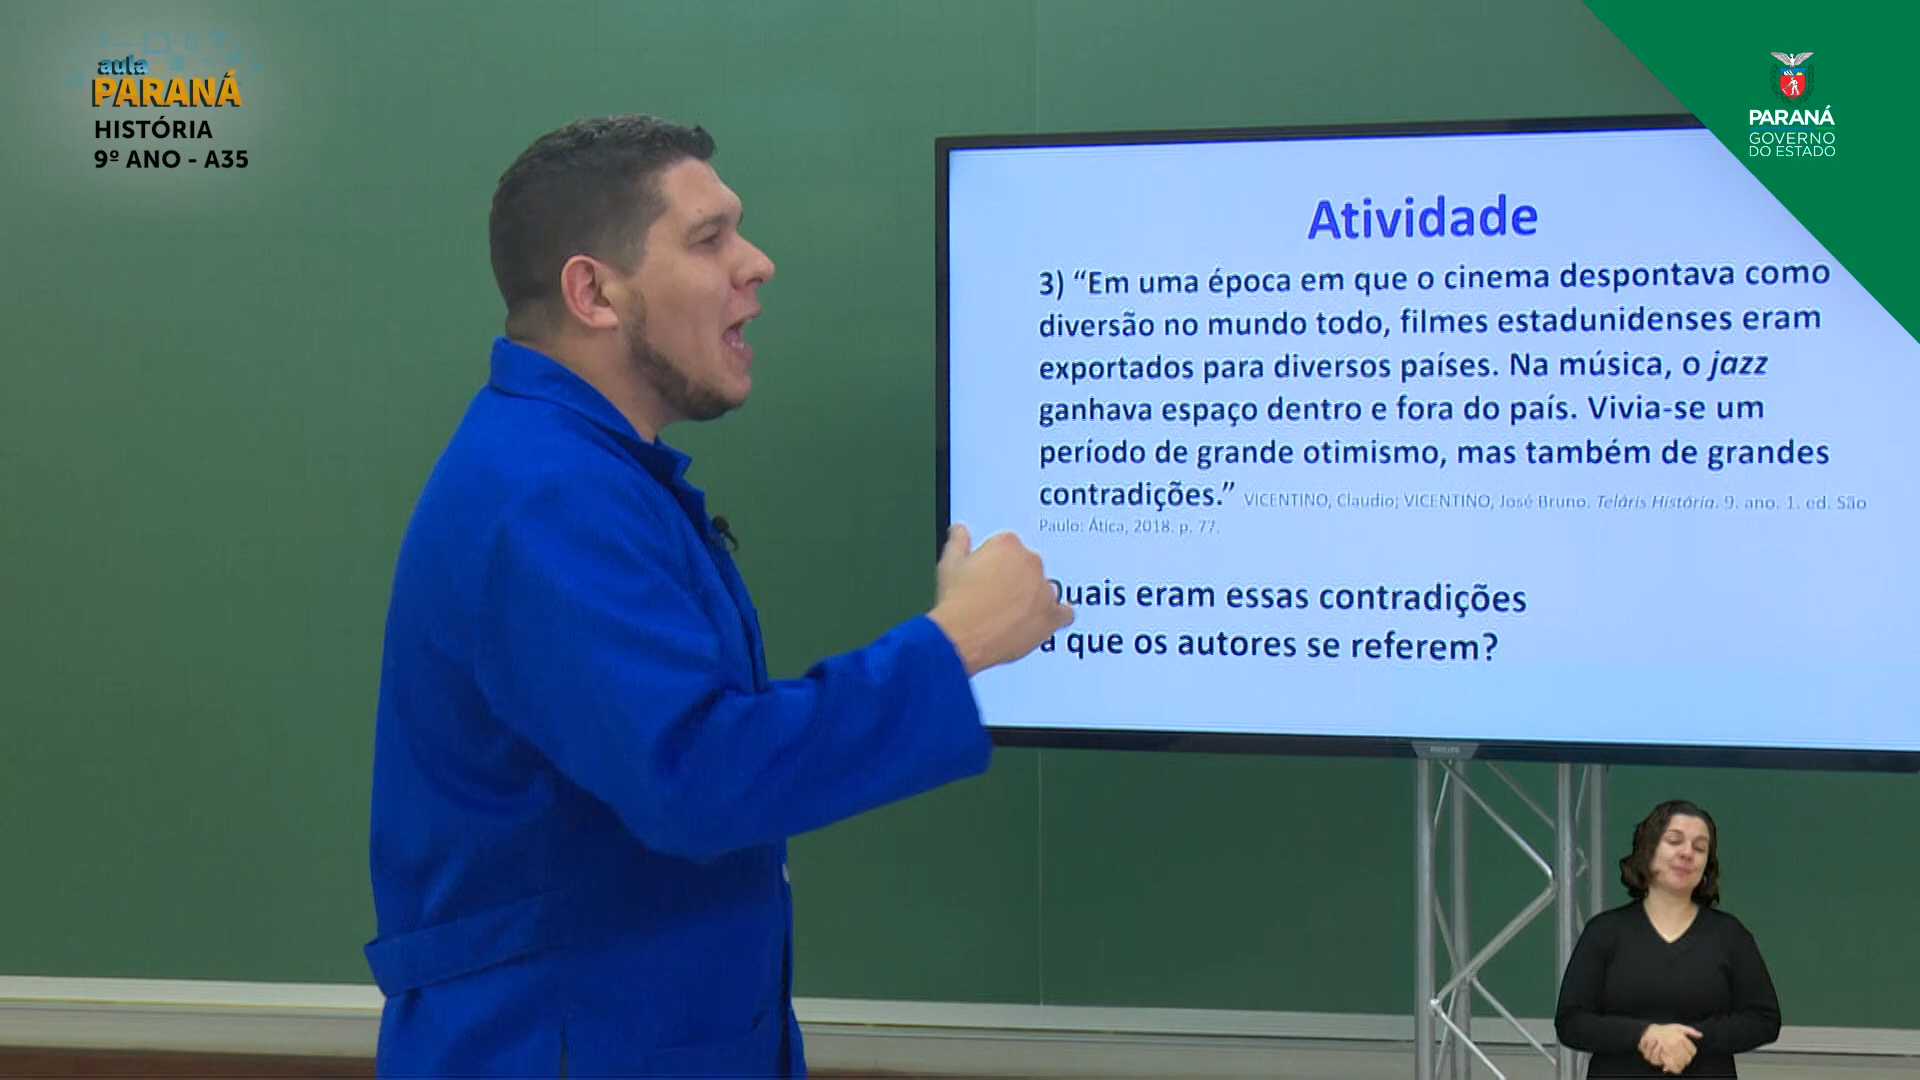 aula
PARANÁ
HISTÓRIA
9º ANO - A35
PARANÁ
GOVERNO
DO ESTADO
Atividade
3) “Em uma época em que o cinema despontava como
diversão no mundo todo, filmes estadunidenses eram
exportados para diversos países. Na música, o jazz
ganhava espaço dentro e fora do país. Vivia-se um
período de grande otimismo, mas também de grandes
contradições.” VICENTINO, Claudio; VICENTINO, José Bruno. Teláris História. 9. ano. 1. ed. São
Paulo: Ática, 2018. p. 77.
Quais eram essas contradições
a que os autores se referem?